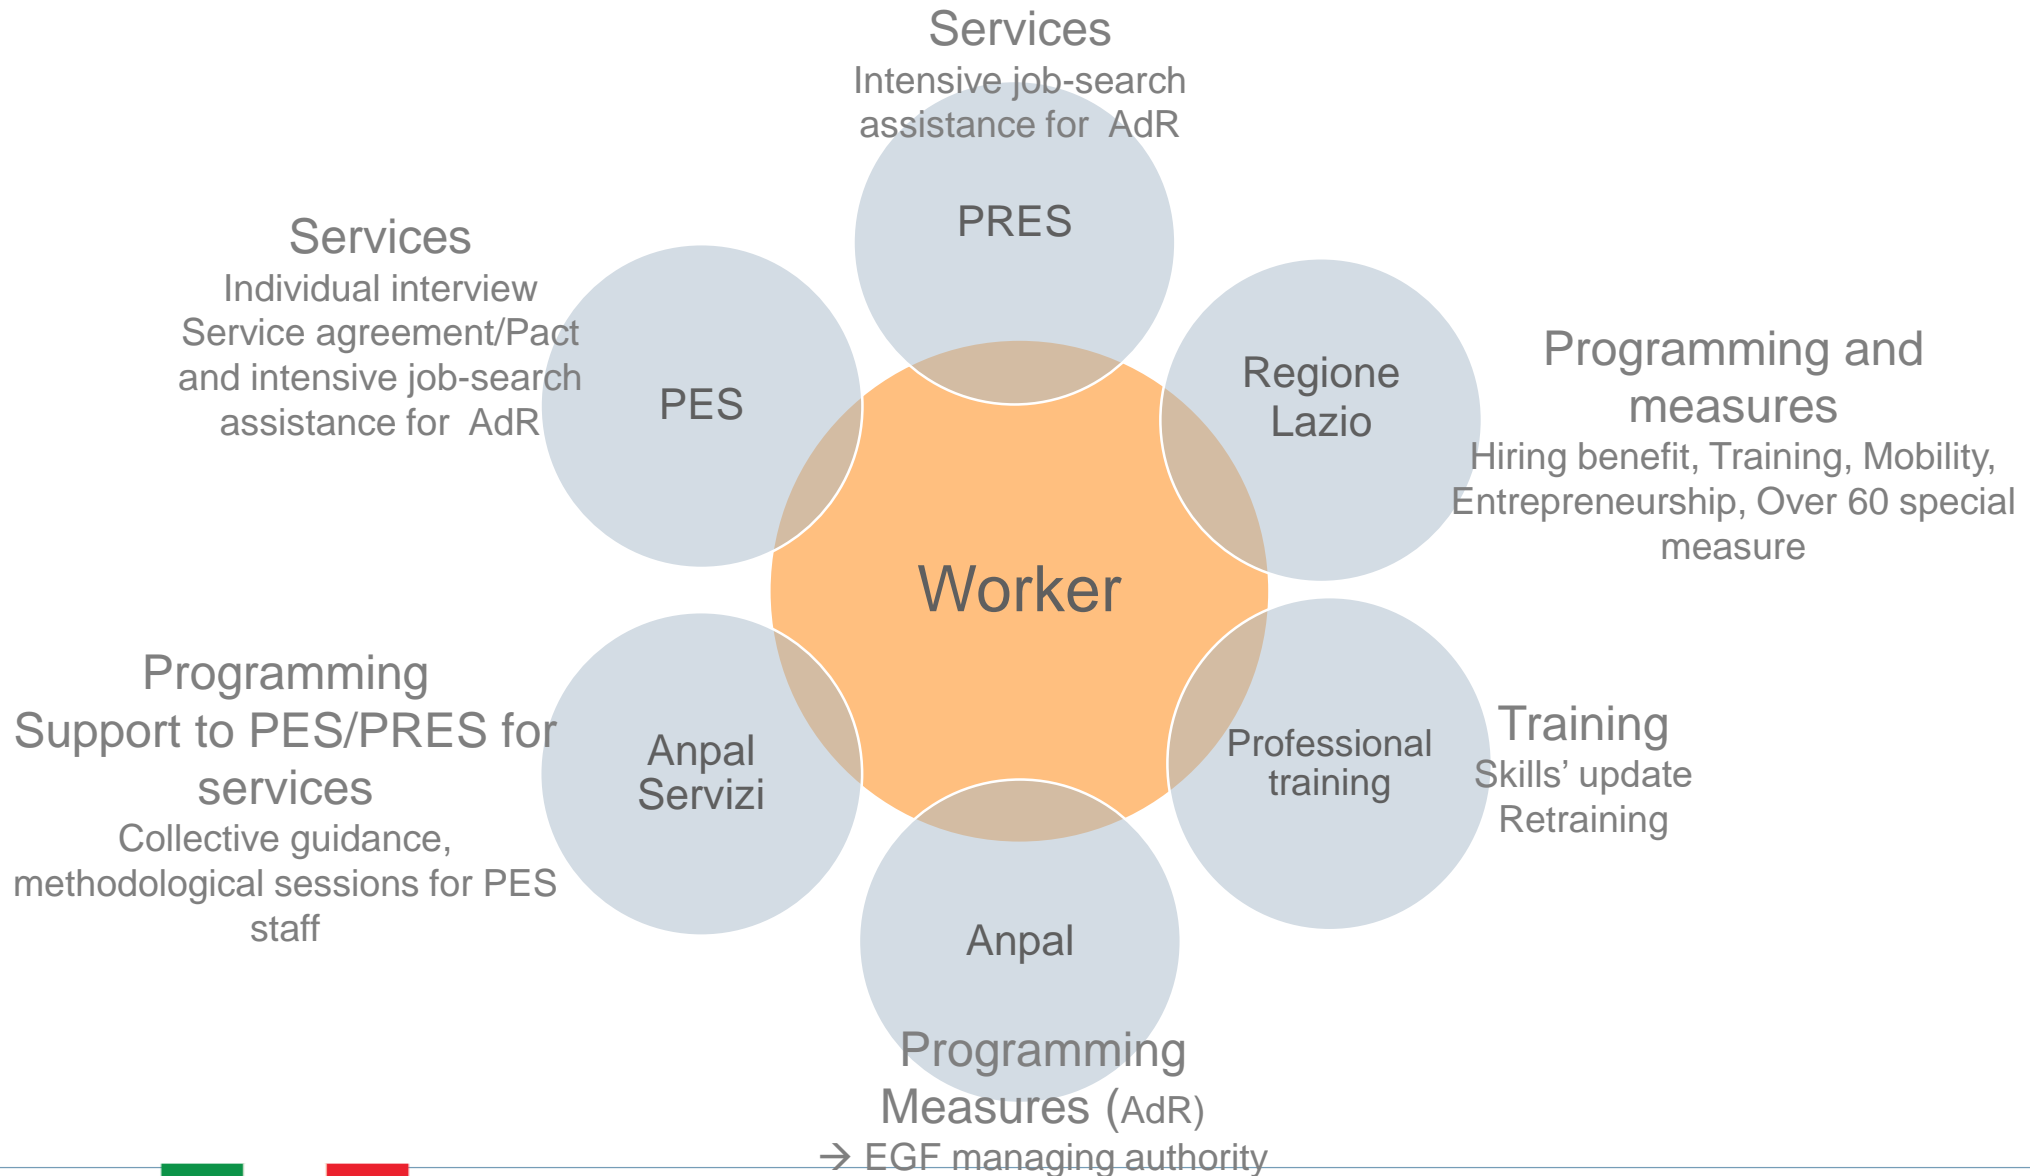 Services
Intensive job-search
assistance for AdR
PRES
Services
Individual interview
Service agreement/Pact
and intensive job-search
assistance for AdR
PES
Regione
Lazio
Programming and
measures
Hiring benefit, Training, Mobility,
Entrepreneurship, Over 60 special
measure
Worker
Programming
Support to PES/PRES for
services
Collective guidance,
methodological sessions for PES
staff
Anpal
Servizi
Professional
training
Training
Skills’ update
Retraining
Anpal
Programming
Measures (AdR)
→ EGF managing authority